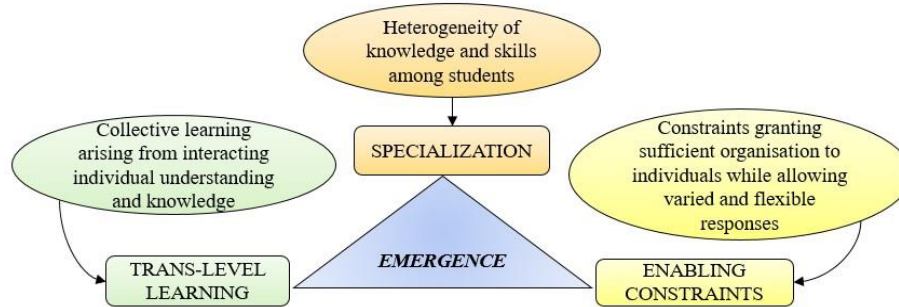 Heterogeneity of
knowledge and skills
among students
Collective learning
arising from interacting
individual understanding
and knowledge
SPECIALIZATION
Constraints granting
sufficient organisation to
individuals while allowing
varied and flexible
responses
TRANS-LEVEL
LEARNING
EMERGENCE
ENABLING
CONSTRAINTS